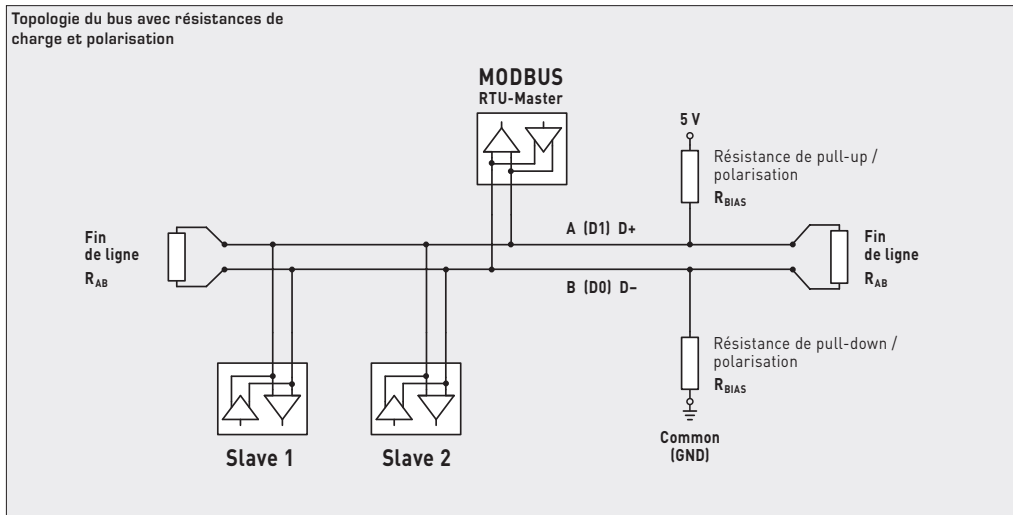 Topologie du bus avec résistances de
charge et polarisation
MODBUS
RTU-Master
5 V
Résistance de pull-up /
polarisation
RBIAS
Fin
de ligne
RAB
A (D1) D+
B (D0) D–
Fin
de ligne
RAB
Résistance de pull-down /
polarisation
RBIAS
Common
(GND)
Slave 1
Slave 2